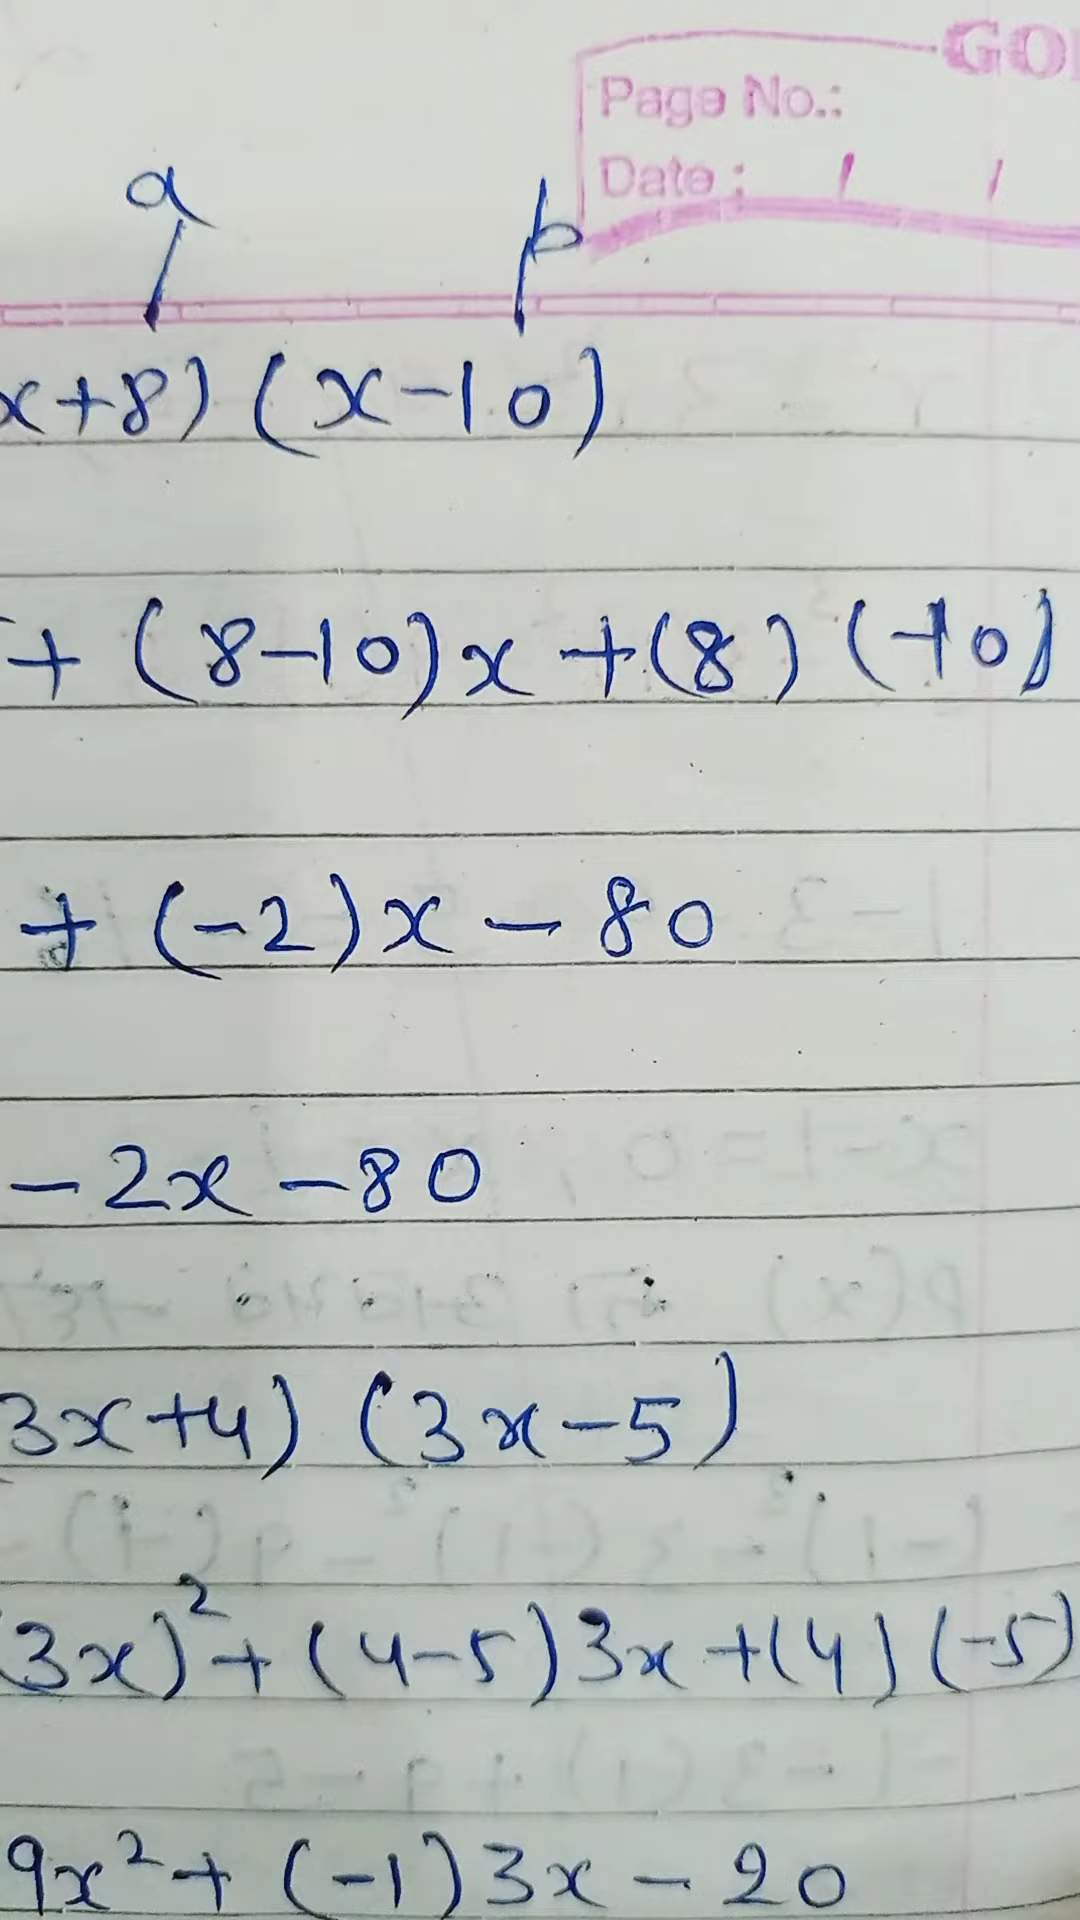 GO
Page No.:
Date : / /
a b
x+8) (x-10)
+ (8-10)x + (8) (-10)
+ (-2)x - 80
- 2x - 80
3x+4) (3x-5)
3x)² + (4-5)3x + (4) (-5)
9x² + (-1)3x - 20